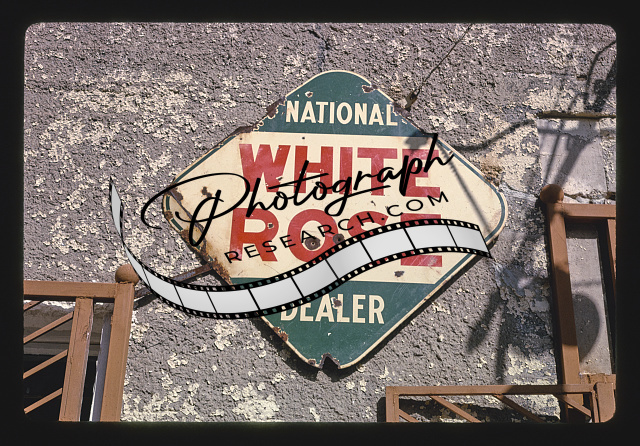 NATIONAL
WHITE
ROSE
DEALER
Photograph
RESEARCH.COM